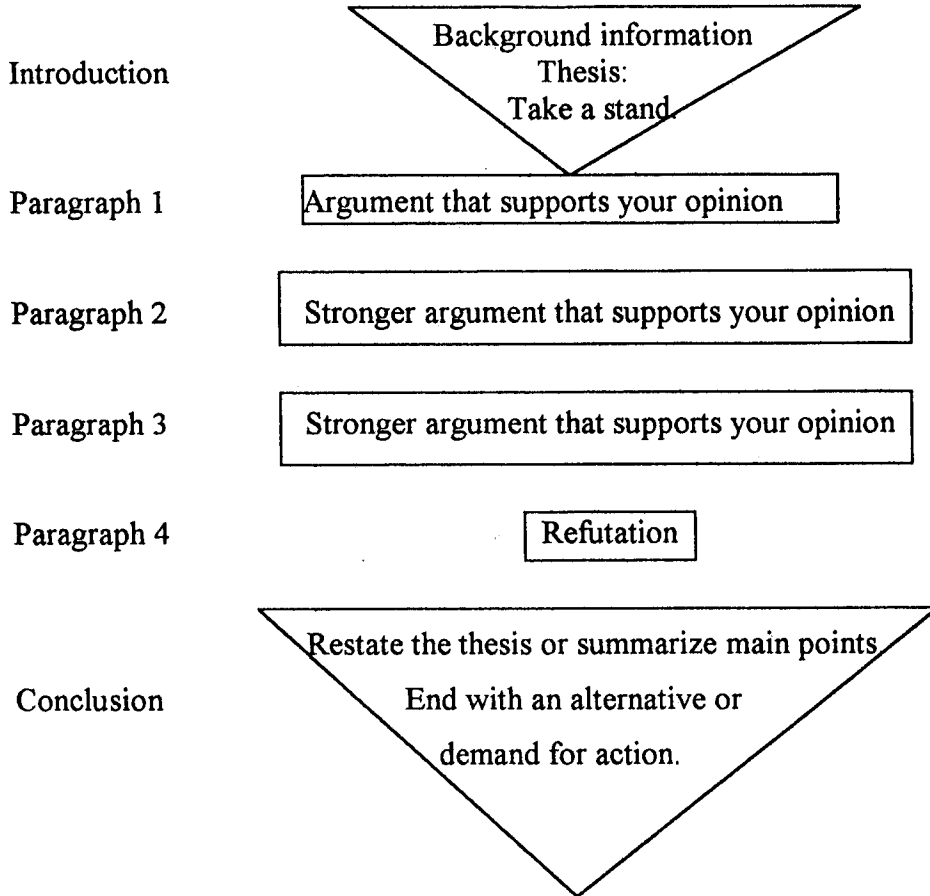 Introduction
Background information
Thesis:
Take a stand.
Paragraph 1
Argument that supports your opinion
Paragraph 2
Stronger argument that supports your opinion
Paragraph 3
Stronger argument that supports your opinion
Paragraph 4
Refutation
Conclusion
Restate the thesis or summarize main points
End with an alternative or
demand for action.